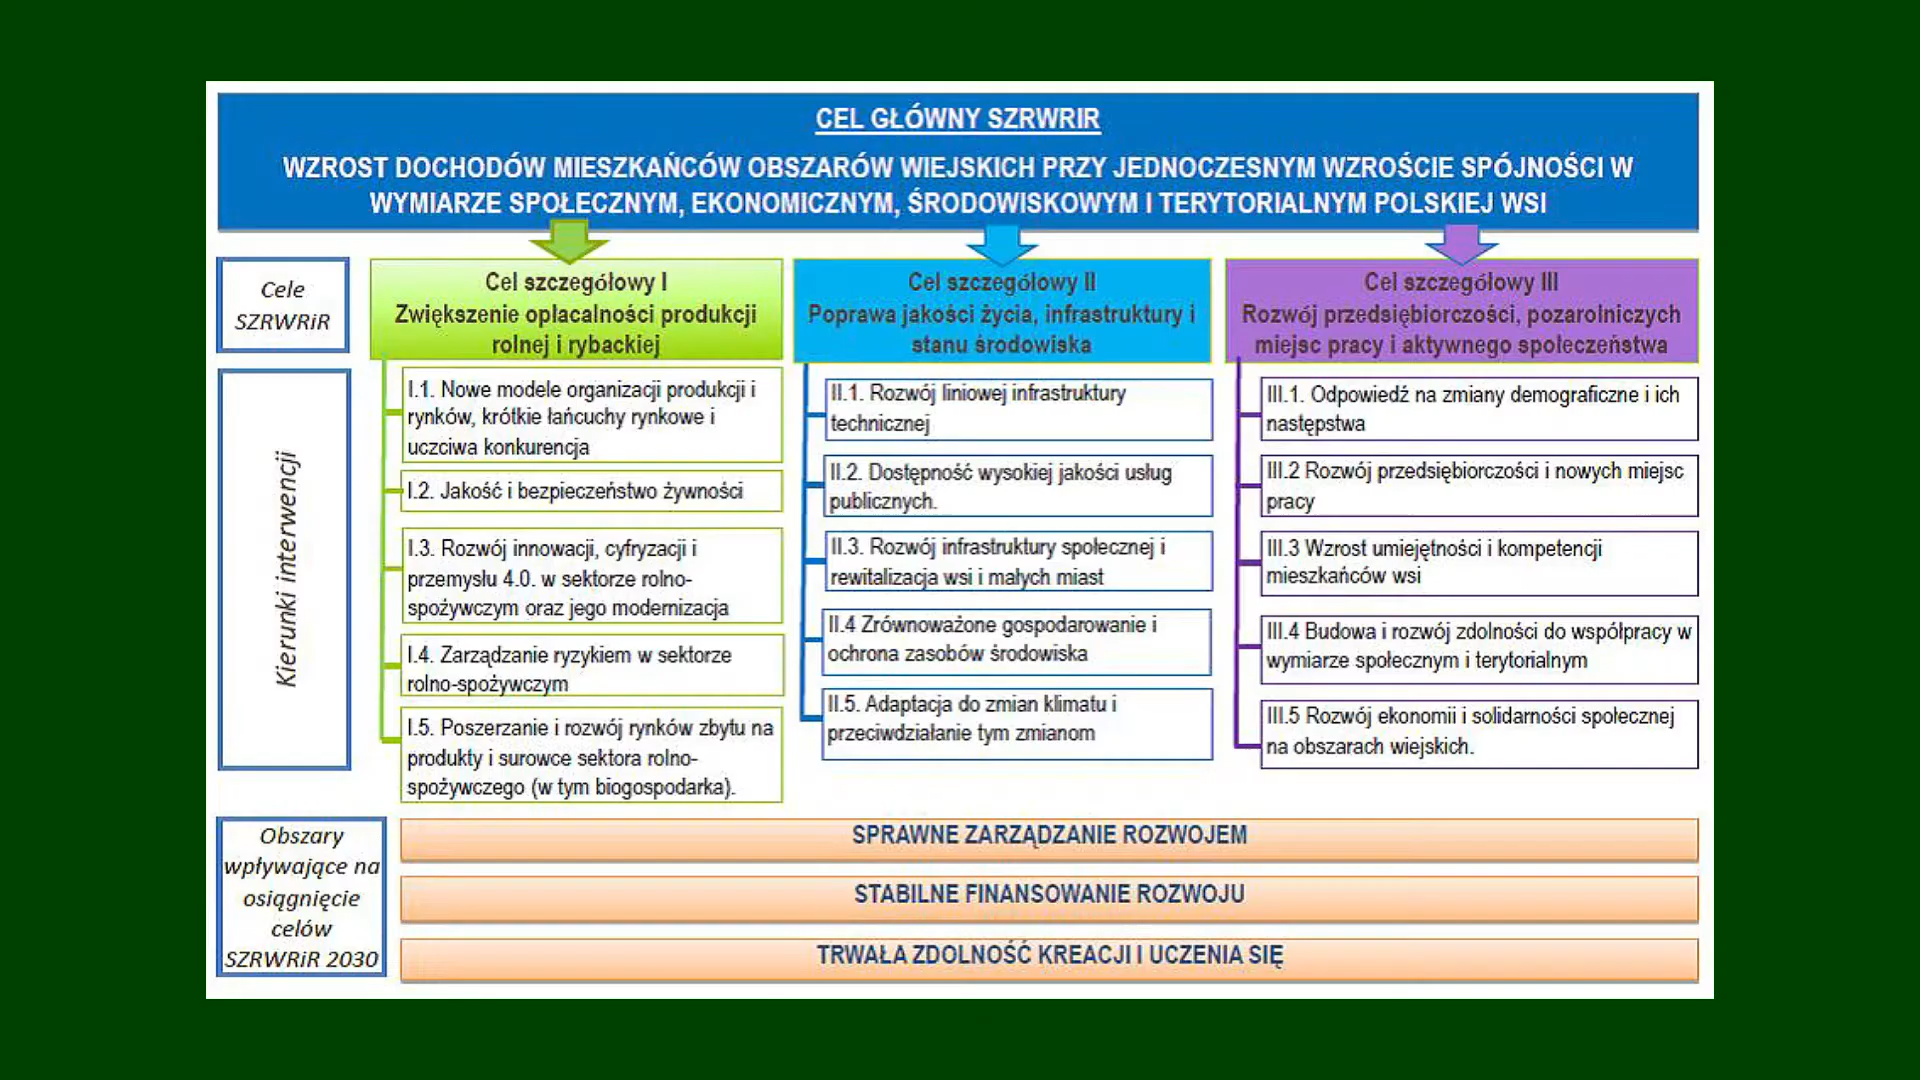 CEL GŁÓWNY SZRWRIR
WZROST DOCHODÓW MIESZKAŃCÓW OBSZARÓW WIEJSKICH PRZY JEDNOCZESNYM WZROŚCIE SPÓJNOŚCI W
WYMIARZE SPOŁECZNYM, EKONOMICZNYM, ŚRODOWISKOWYM I TERYTORIALNYM POLSKIEJ WSI
Cele
SZRWRiR
Cel szczegółowy I
Zwiększenie opłacalności produkcji
rolnej i rybackiej
Cel szczegółowy II
Poprawa jakości życia, infrastruktury i
stanu środowiska
Cel szczegółowy III
Rozwój przedsiębiorczości, pozarolniczych
miejsc pracy i aktywnego społeczeństwa
Kierunki interwencji
I.1. Nowe modele organizacji produkcji i
rynków, krótkie łańcuchy rynkowe i
uczciwa konkurencja
I.2. Jakość i bezpieczeństwo żywności
I.3. Rozwój innowacji, cyfryzacji i
przemysłu 4.0. w sektorze rolno-
spożywczym oraz jego modernizacja
I.4. Zarządzanie ryzykiem w sektorze
rolno-spożywczym
I.5. Poszerzanie i rozwój rynków zbytu na
produkty i surowce sektora rolno-
spożywczego (w tym biogospodarka).
II.1. Rozwój liniowej infrastruktury
technicznej
II.2. Dostępność wysokiej jakości usług
publicznych.
II.3. Rozwój infrastruktury społecznej i
rewitalizacja wsi i małych miast
II.4 Zrównoważone gospodarowanie i
ochrona zasobów środowiska
II.5. Adaptacja do zmian klimatu i
przeciwdziałanie tym zmianom
III.1. Odpowiedź na zmiany demograficzne i ich
następstwa
III.2 Rozwój przedsiębiorczości i nowych miejsc
pracy
III.3 Wzrost umiejętności i kompetencji
mieszkańców wsi
III.4 Budowa i rozwój zdolności do współpracy w
wymiarze społecznym i terytorialnym
III.5 Rozwój ekonomii i solidarności społecznej
na obszarach wiejskich.
Obszary
wpływające na
osiągnięcie
celów
SZRWRiR 2030
SPRAWNE ZARZĄDZANIE ROZWOJEM
STABILNE FINANSOWANIE ROZWOJU
TRWAŁA ZDOLNOŚĆ KREACJI I UCZENIA SIĘ